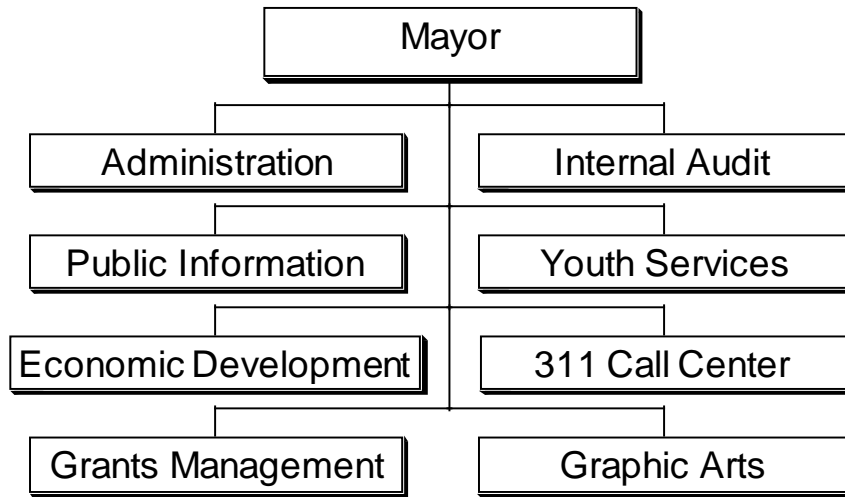 Mayor
Administration
Internal Audit
Public Information
Youth Services
Economic Development
311 Call Center
Grants Management
Graphic Arts